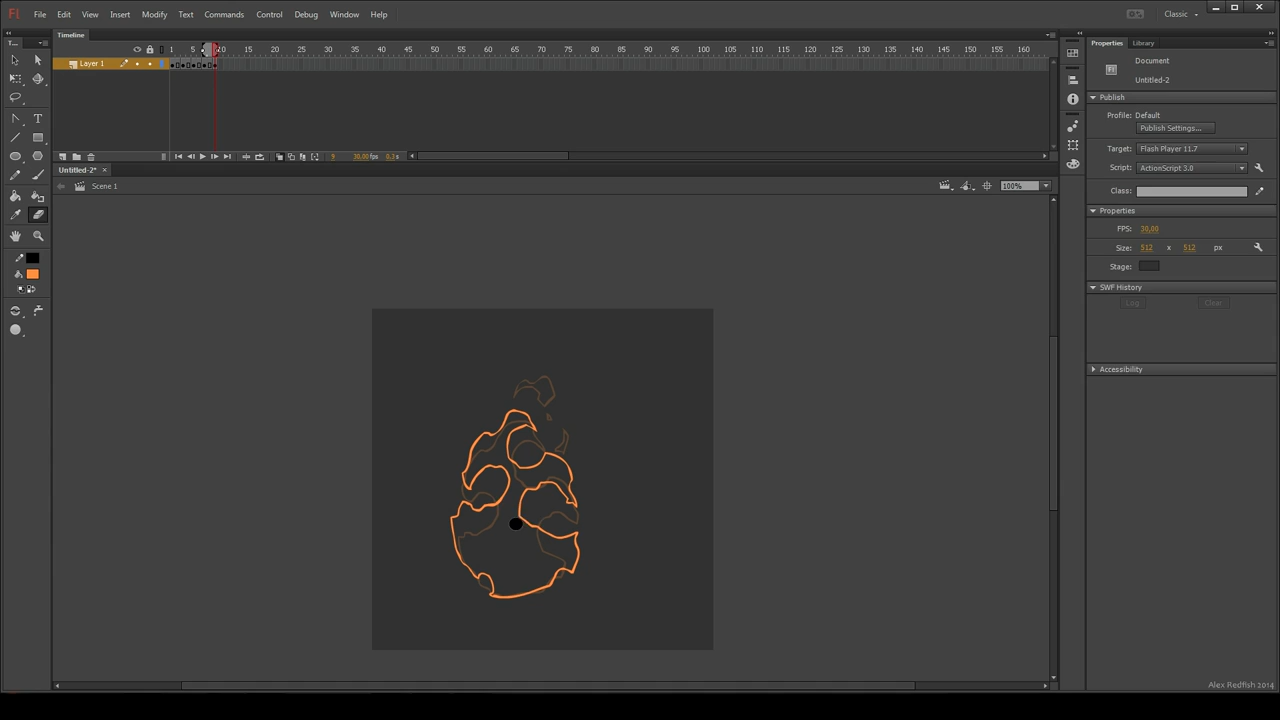 Fl File Edit View Insert Modify Text Commands Control Debug Window Help Classic
Timeline
1 5 10 15 20 25 30 35 40 45 50 55 60 65 70 75 80 85 90 95 100 105 110 115 120 125 130 135 140 145 150 155 160
Layer 1
9 30,00 fps 0,3 s
Untitled-2*
Scene 1
100%
T...
Properties Library
Document
Untitled-2
Publish
Profile: Default
Publish Settings...
Target: Flash Player 11.7
Script: ActionScript 3.0
Class:
Properties
FPS: 30,00
Size: 512 x 512 px
Stage:
SWF History
Log Clear
Accessibility
Alex Redfish 2014